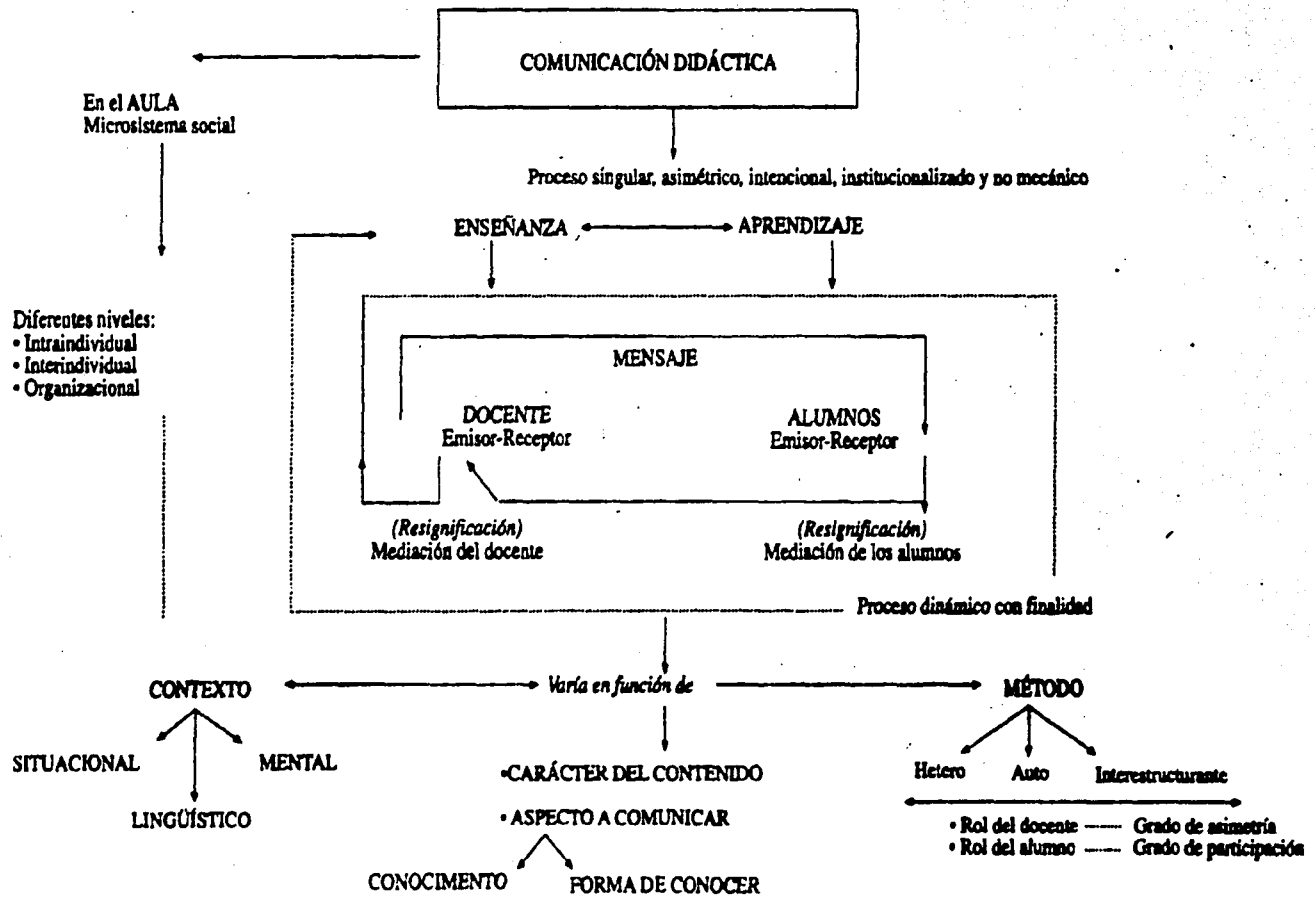 COMUNICACIÓN DIDÁCTICA
En el AULA
Microsistema social
Proceso singular, asimétrico, intencional, institucionalizado y no mecánico
ENSEÑANZA
APRENDIZAJE
Diferentes niveles:
• Intraindividual
• Interindividual
• Organizacional
MENSAJE
DOCENTE
Emisor-Receptor
ALUMNOS
Emisor-Receptor
(Resignificación)
Mediación del docente
(Resignificación)
Mediación de los alumnos
Proceso dinámico con finalidad
CONTEXTO
Varía en función de
MÉTODO
SITUACIONAL
MENTAL
LINGÜÍSTICO
•CARÁCTER DEL CONTENIDO
• ASPECTO A COMUNICAR
CONOCIMENTO
FORMA DE CONOCER
Hetero
Auto
Interestructurante
• Rol del docente ------ Grado de asimetría
• Rol del alumno ------ Grado de participación